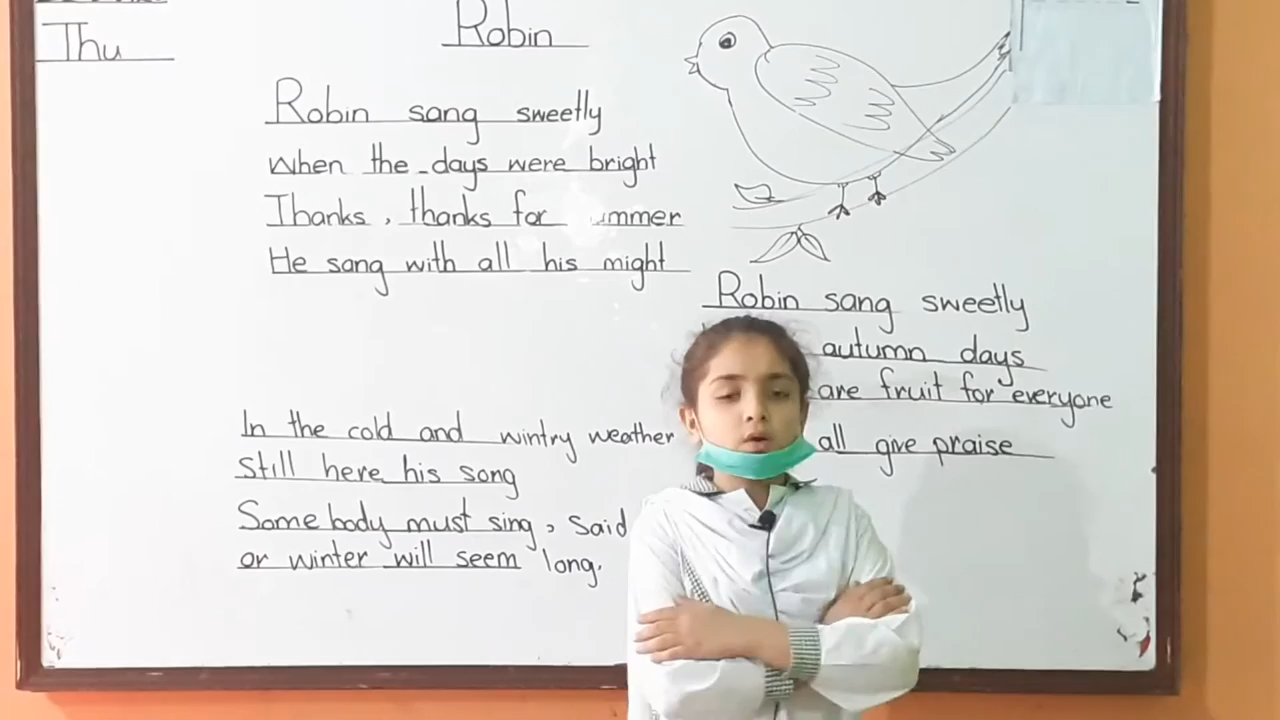 Thu
Robin
Robin sang sweetly
When the days were bright
Thanks, thanks for ummer
He sang with all his might
Robin sang sweetly
autumn days
are fruit for everyone
all give praise
In the cold and wintry weather
Still here his song
Somebody must sing, Said
or winter will seem long.